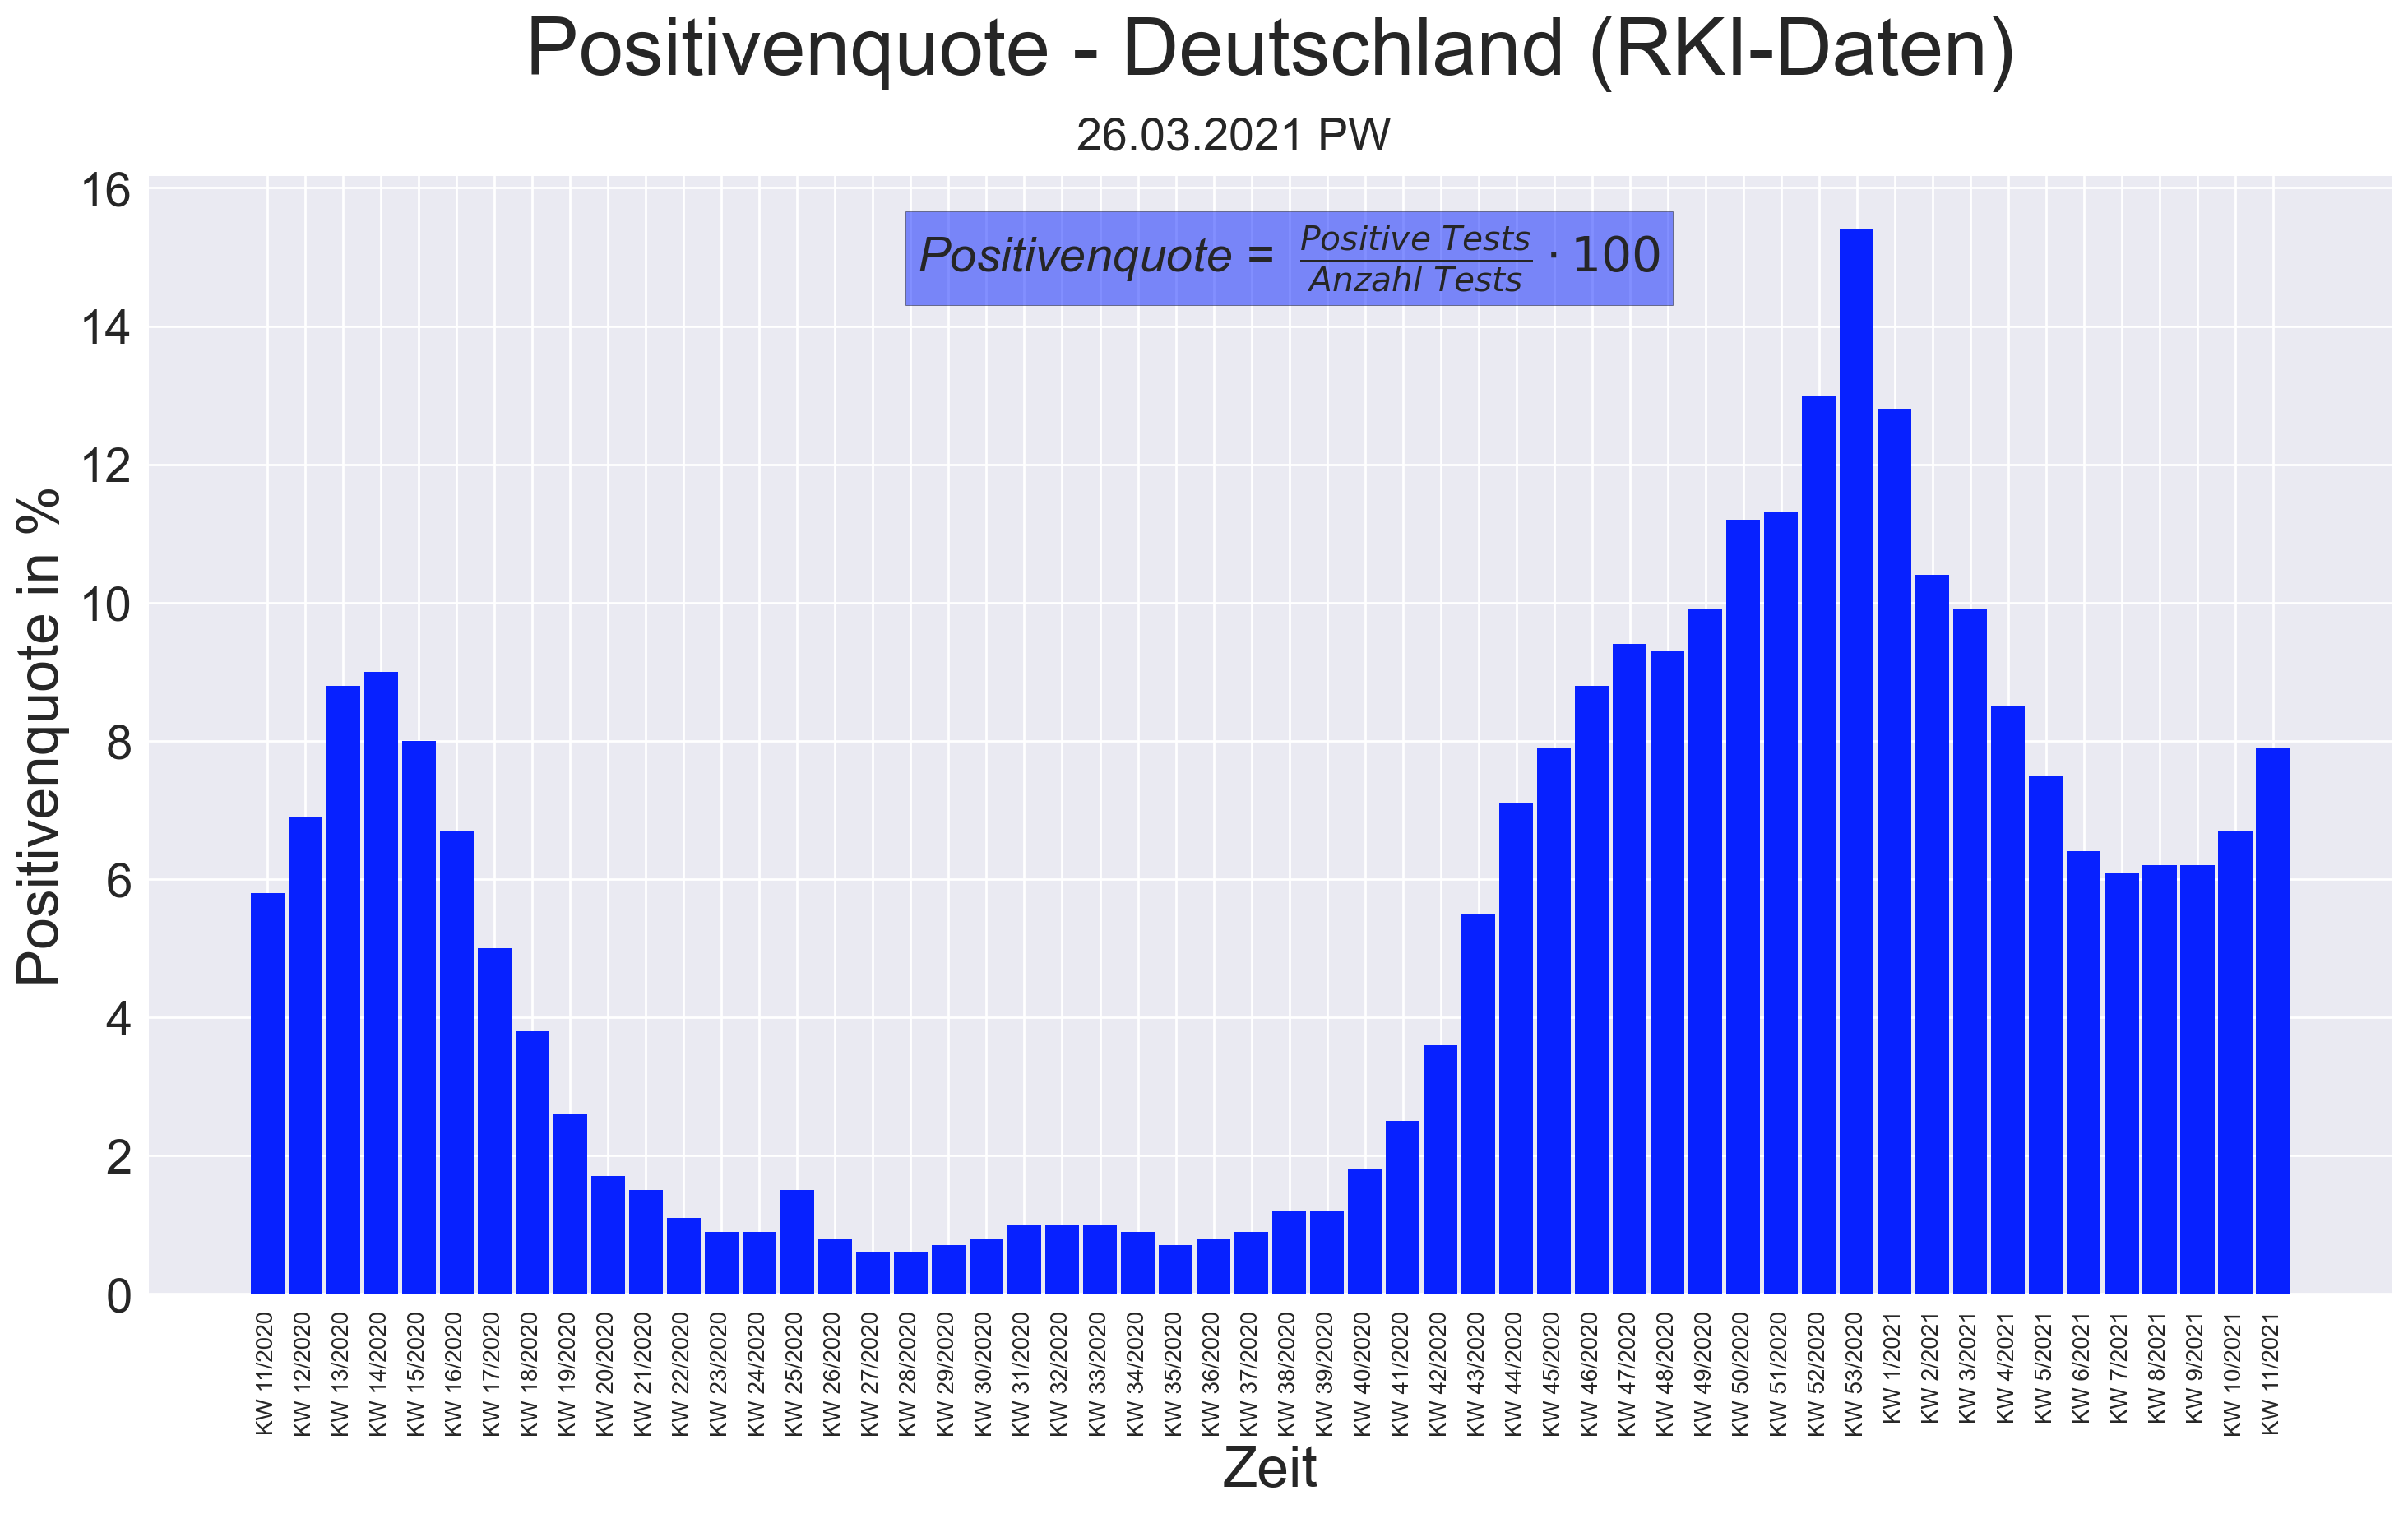 Positivenquote - Deutschland (RKI-Daten)
26.03.2021 PW
Positivenquote = Positive Tests / Anzahl Tests · 100
Positivenquote in %
16
14
12
10
8
6
4
2
0
KW 11/2020
KW 12/2020
KW 13/2020
KW 14/2020
KW 15/2020
KW 16/2020
KW 17/2020
KW 18/2020
KW 19/2020
KW 20/2020
KW 21/2020
KW 22/2020
KW 23/2020
KW 24/2020
KW 25/2020
KW 26/2020
KW 27/2020
KW 28/2020
KW 29/2020
KW 30/2020
KW 31/2020
KW 32/2020
KW 33/2020
KW 34/2020
KW 35/2020
KW 36/2020
KW 37/2020
KW 38/2020
KW 39/2020
KW 40/2020
KW 41/2020
KW 42/2020
KW 43/2020
KW 44/2020
KW 45/2020
KW 46/2020
KW 47/2020
KW 48/2020
KW 49/2020
KW 50/2020
KW 51/2020
KW 52/2020
KW 53/2020
KW 1/2021
KW 2/2021
KW 3/2021
KW 4/2021
KW 5/2021
KW 6/2021
KW 7/2021
KW 8/2021
KW 9/2021
KW 10/2021
KW 11/2021
Zeit